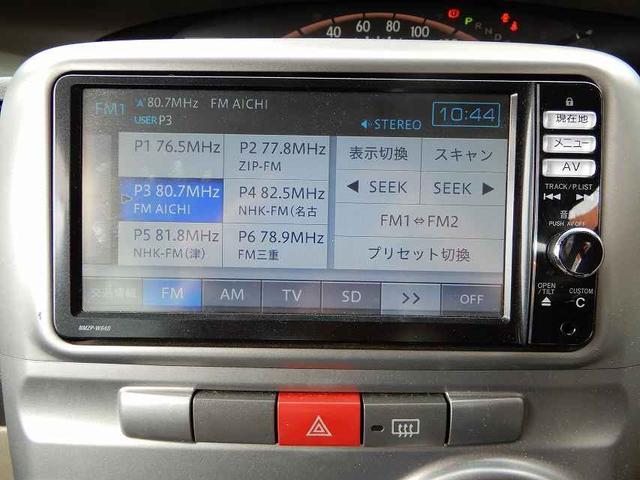 40 60 80 100
P R N D
FM1 80.7MHz FM AICHI
USER P3
STEREO
10:44
P1 76.5MHz
P2 77.8MHz
ZIP-FM
表示切換
スキャン
P3 80.7MHz
FM AICHI
P4 82.5MHz
NHK-FM(名古
◀ SEEK
SEEK ▶
FM1⇔FM2
P5 81.8MHz
NHK-FM(津)
P6 78.9MHz
FM三重
プリセット切換
交通情報
FM
AM
TV
SD
>>
OFF
NMZP-W64D
現在地
メニュー
AV
TRACK/P.LIST
音量
PUSH AV OFF
OPEN
/TILT
CUSTOM
C